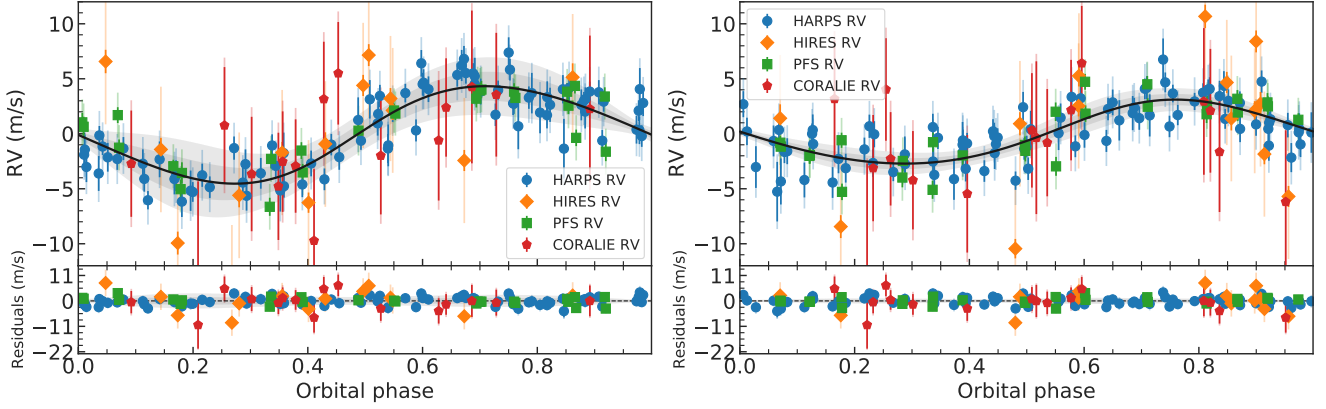 10
5
0
−5
−10
RV (m/s)
HARPS RV
HIRES RV
PFS RV
CORALIE RV
11
0
−11
−22
Residuals (m/s)
0.0
0.2
0.4
0.6
0.8
Orbital phase
10
5
0
−5
−10
RV (m/s)
HARPS RV
HIRES RV
PFS RV
CORALIE RV
11
0
−11
−22
Residuals (m/s)
0.0
0.2
0.4
0.6
0.8
Orbital phase